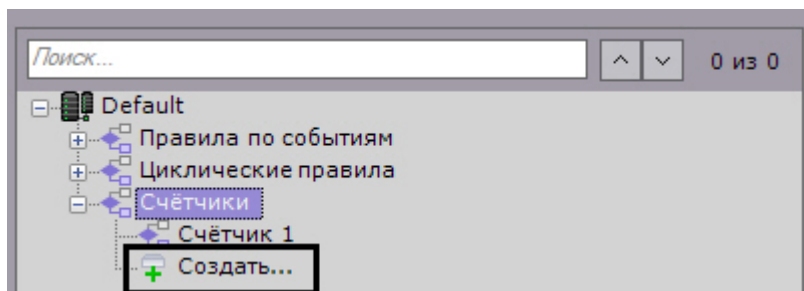 Поиск...
0 из 0
Default
Правила по событиям
Циклические правила
Счётчики
Счётчик 1
Создать...